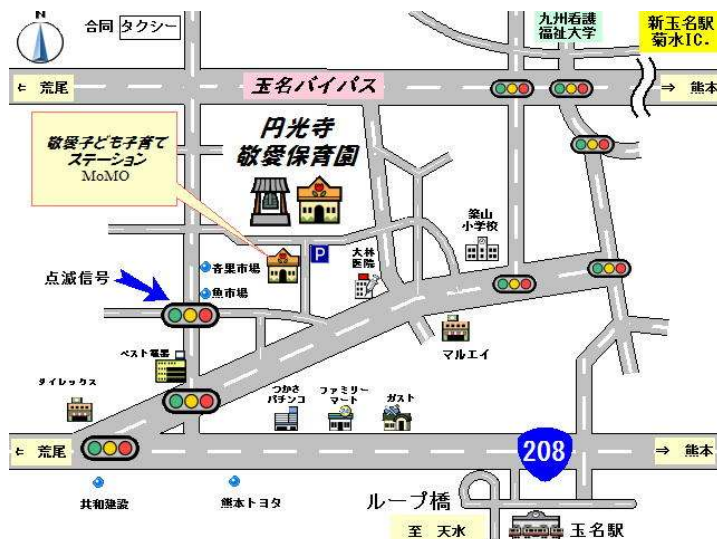 N
合同 タクシー
九州看護
福祉大学
新玉名駅
菊水IC.
⇐ 荒尾
玉名バイパス
⇒ 熊本
敬愛子ども子育て
ステーション
MoMO
円光寺
敬愛保育園
築山
小学校
P
大林
医院
青果市場
点滅信号
魚市場
マルエイ
ベスト電器
ダイレックス
つかさ
パチンコ
ファミリー
マート
ガスト
⇐ 荒尾
208
⇒ 熊本
共和建設
熊本トヨタ
ループ橋
至 天水
玉名駅